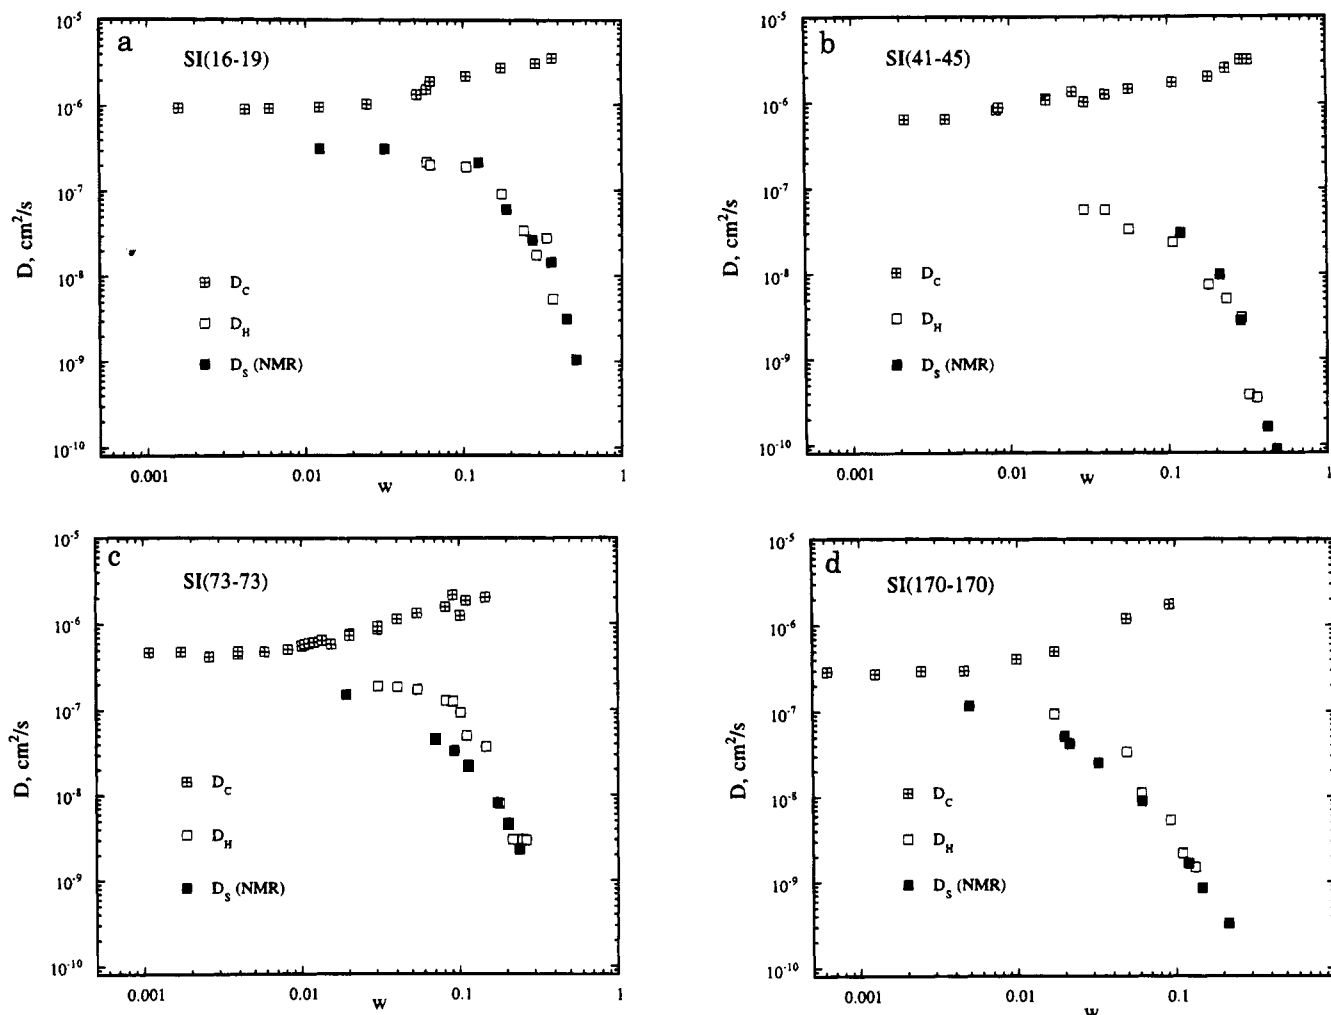 a
SI(16-19)
D, cm²/s
10⁻⁵
10⁻⁶
10⁻⁷
10⁻⁸
10⁻⁹
10⁻¹⁰
D_C
D_H
D_S (NMR)
0.001 0.01 0.1 1
w
b
SI(41-45)
D, cm²/s
10⁻⁵
10⁻⁶
10⁻⁷
10⁻⁸
10⁻⁹
10⁻¹⁰
D_C
D_H
D_S (NMR)
0.001 0.01 0.1 1
w
c
SI(73-73)
D, cm²/s
10⁻⁵
10⁻⁶
10⁻⁷
10⁻⁸
10⁻⁹
10⁻¹⁰
D_C
D_H
D_S (NMR)
0.001 0.01 0.1 1
w
d
SI(170-170)
D, cm²/s
10⁻⁵
10⁻⁶
10⁻⁷
10⁻⁸
10⁻⁹
10⁻¹⁰
D_C
D_H
D_S (NMR)
0.001 0.01 0.1 1
w